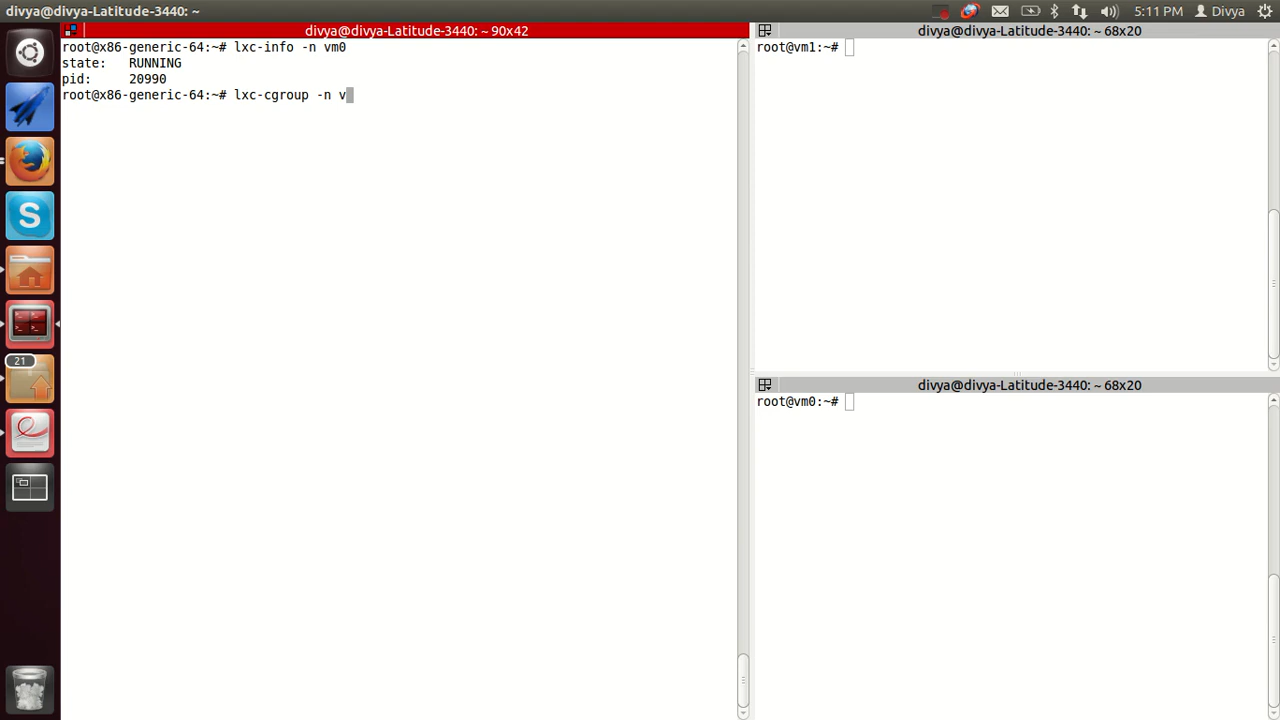 divya@divya-Latitude-3440: ~
5:11 PM
Divya
divya@divya-Latitude-3440: ~ 90x42
root@x86-generic-64:~# lxc-info -n vm0
state:   RUNNING
pid:     20990
root@x86-generic-64:~# lxc-cgroup -n v
divya@divya-Latitude-3440: ~ 68x20
root@vm1:~#
divya@divya-Latitude-3440: ~ 68x20
root@vm0:~#
S
21